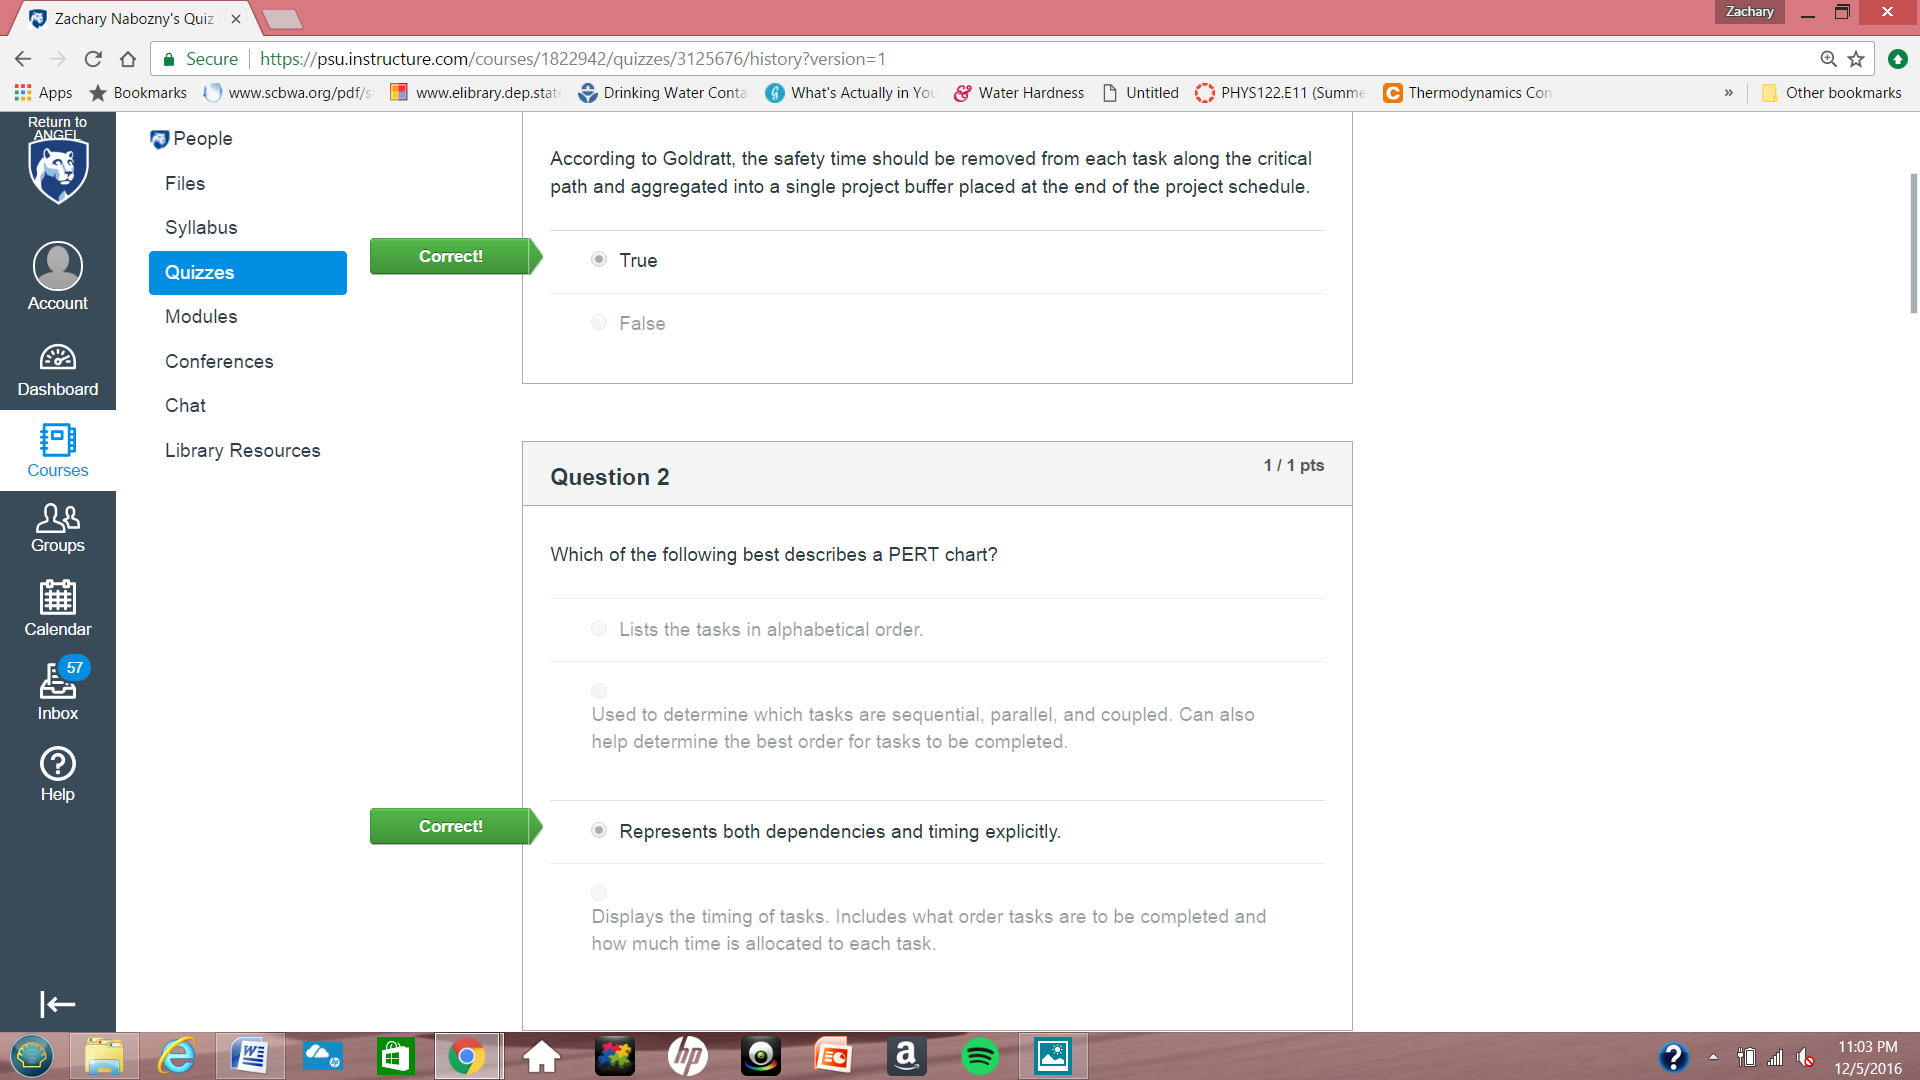 Zachary Nabozny's Quiz
Zachary
Secure
https://psu.instructure.com/courses/1822942/quizzes/3125676/history?version=1
Apps
Bookmarks
www.scbwa.org/pdf/s
www.elibrary.dep.stat
Drinking Water Conta
What's Actually in You
Water Hardness
Untitled
PHYS122.E11 (Summe
Thermodynamics Con
»
Other bookmarks
Return to
ANGEL
Account
Dashboard
Courses
Groups
Calendar
57
Inbox
Help
People
Files
Syllabus
Quizzes
Modules
Conferences
Chat
Library Resources
According to Goldratt, the safety time should be removed from each task along the critical
path and aggregated into a single project buffer placed at the end of the project schedule.
Correct!
True
False
Question 2
1 / 1 pts
Which of the following best describes a PERT chart?
Lists the tasks in alphabetical order.
Used to determine which tasks are sequential, parallel, and coupled. Can also
help determine the best order for tasks to be completed.
Correct!
Represents both dependencies and timing explicitly.
Displays the timing of tasks. Includes what order tasks are to be completed and
how much time is allocated to each task.
11:03 PM
12/5/2016